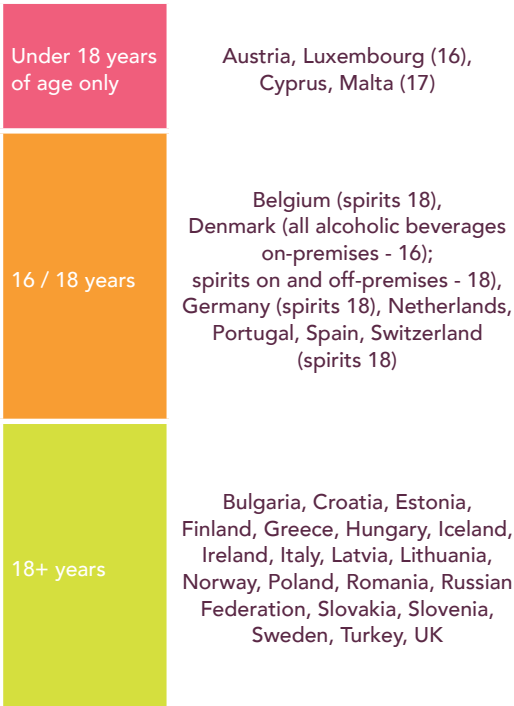 Under 18 years
of age only
Austria, Luxembourg (16),
Cyprus, Malta (17)
16 / 18 years
Belgium (spirits 18),
Denmark (all alcoholic beverages
on-premises - 16);
spirits on and off-premises - 18),
Germany (spirits 18), Netherlands,
Portugal, Spain, Switzerland
(spirits 18)
18+ years
Bulgaria, Croatia, Estonia,
Finland, Greece, Hungary, Iceland,
Ireland, Italy, Latvia, Lithuania,
Norway, Poland, Romania, Russian
Federation, Slovakia, Slovenia,
Sweden, Turkey, UK